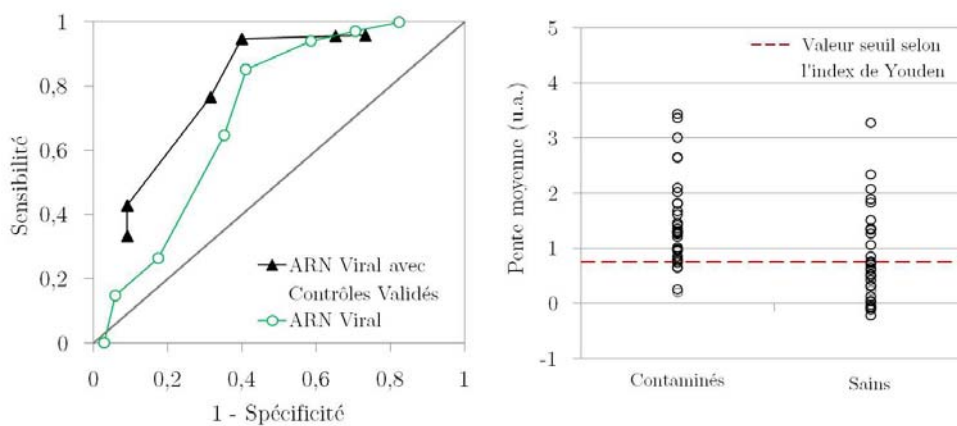 Sensibilité
1
0,8
0,6
0,4
0,2
0
0
0,2
0,4
0,6
0,8
1
1 - Spécificité
ARN Viral avec
Contrôles Validés
ARN Viral
Pente moyenne (u.a.)
5
4
3
2
1
0
-1
Valeur seuil selon
l'index de Youden
Contaminés
Sains